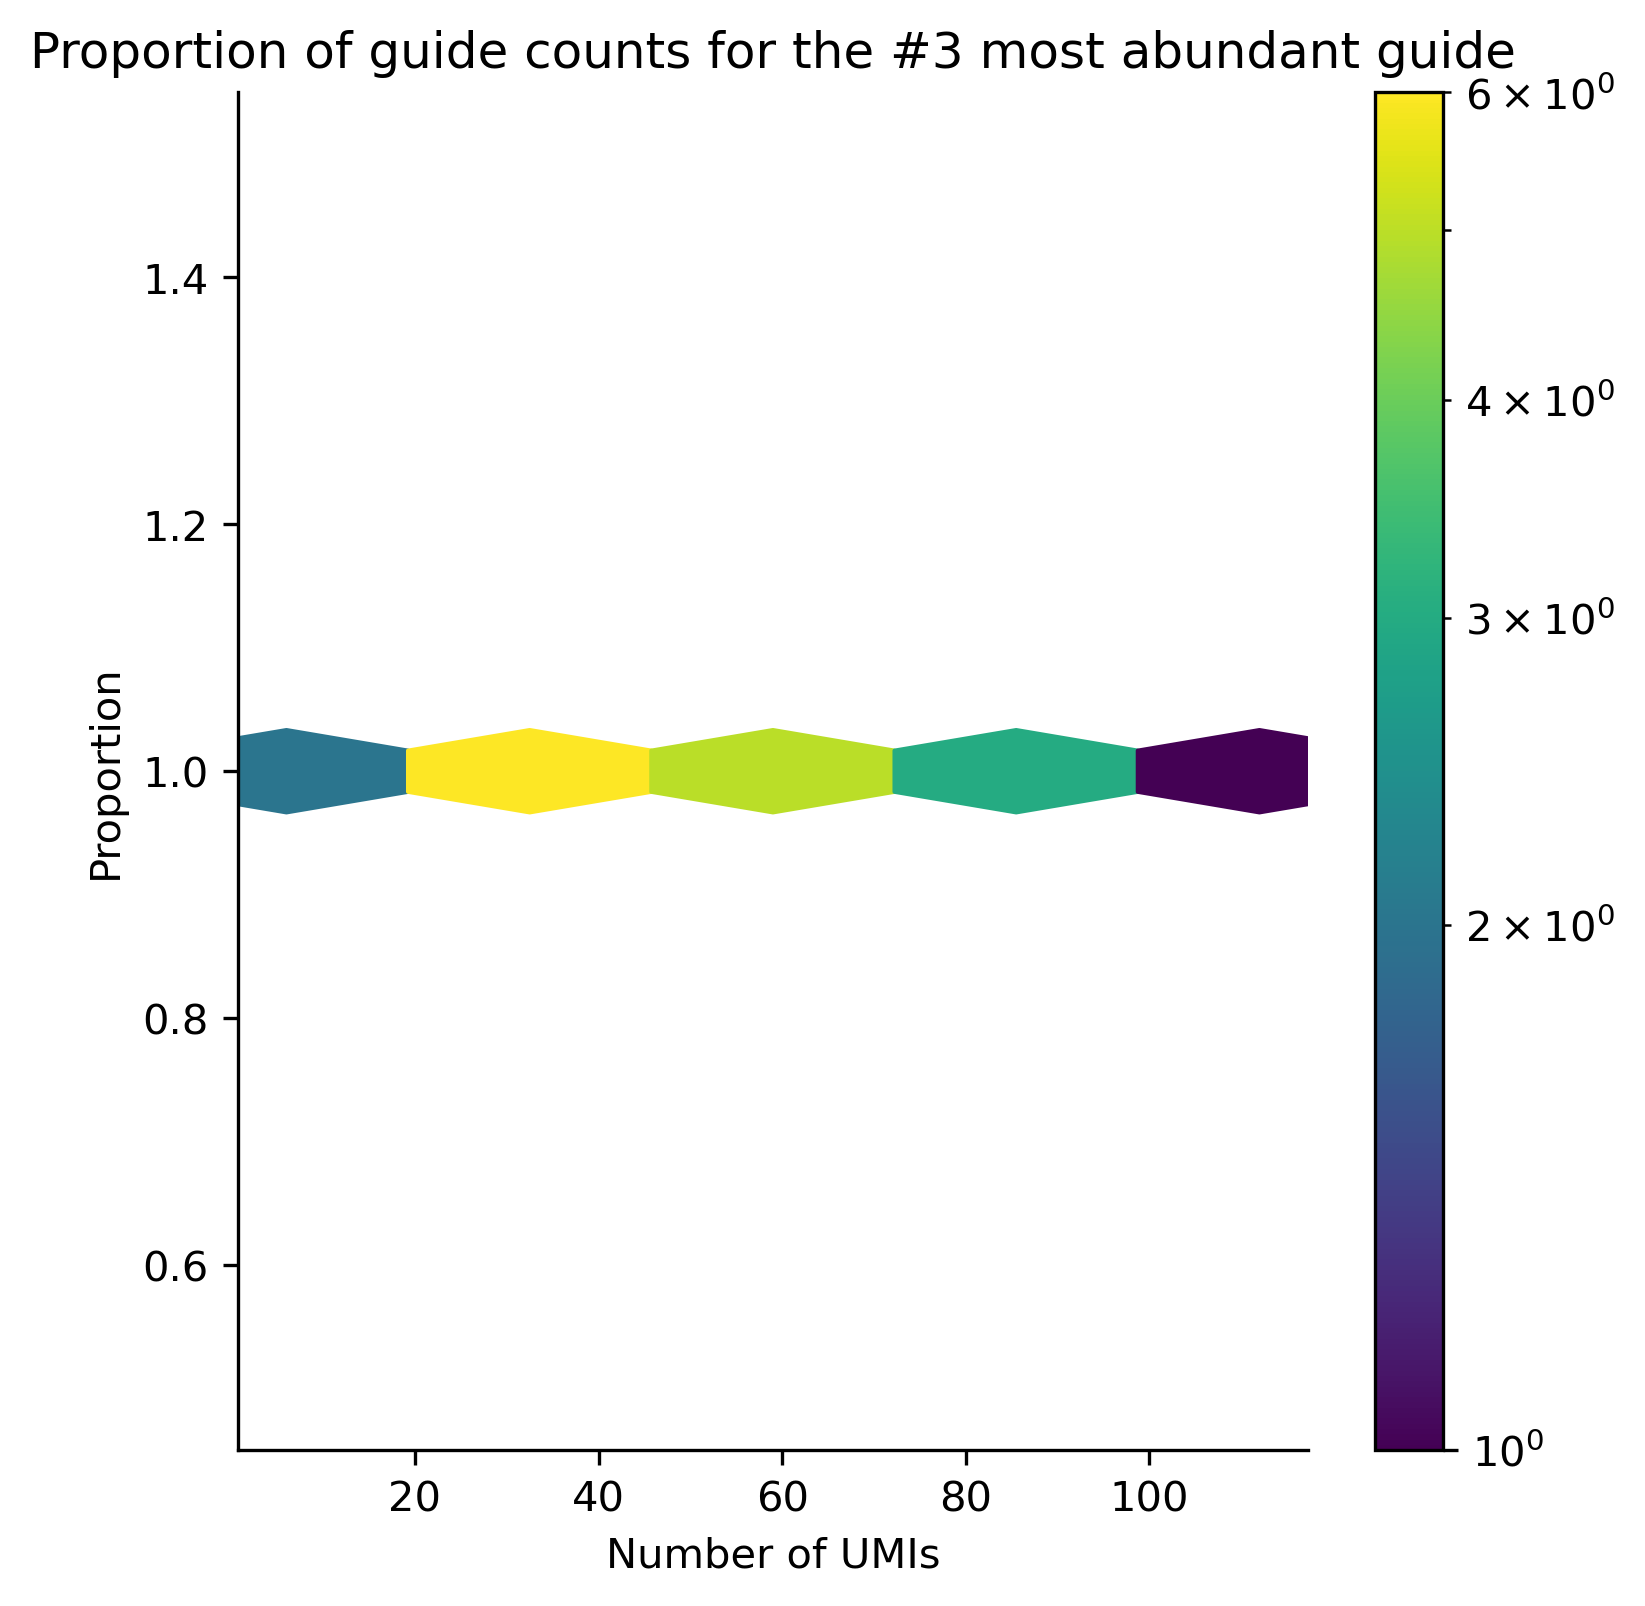 Proportion of guide counts for the #3 most abundant guide
Proportion
1.4
1.2
1.0
0.8
0.6
20 40 60 80 100
Number of UMIs
6 × 10⁰
4 × 10⁰
3 × 10⁰
2 × 10⁰
10⁰